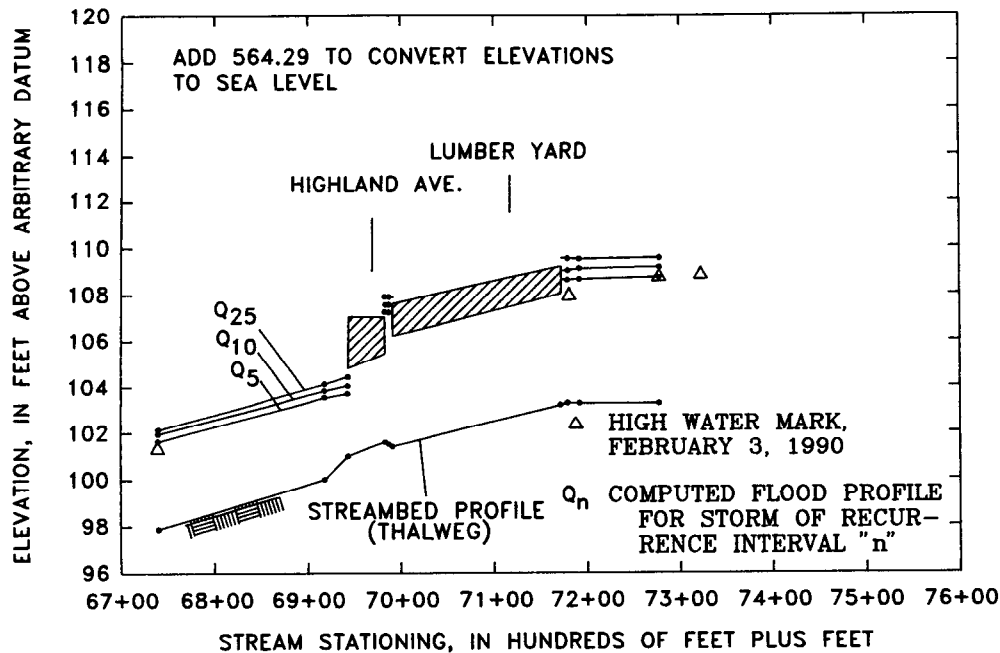 ELEVATION, IN FEET ABOVE ARBITRARY DATUM
120
118
116
114
112
110
108
106
104
102
100
98
96
ADD 564.29 TO CONVERT ELEVATIONS
TO SEA LEVEL
LUMBER YARD
HIGHLAND AVE.
Q25
Q10
Q5
STREAMBED PROFILE
(THALWEG)
HIGH WATER MARK,
FEBRUARY 3, 1990
Qn COMPUTED FLOOD PROFILE
FOR STORM OF RECUR-
RENCE INTERVAL "n"
67+00 68+00 69+00 70+00 71+00 72+00 73+00 74+00 75+00 76+00
STREAM STATIONING, IN HUNDREDS OF FEET PLUS FEET